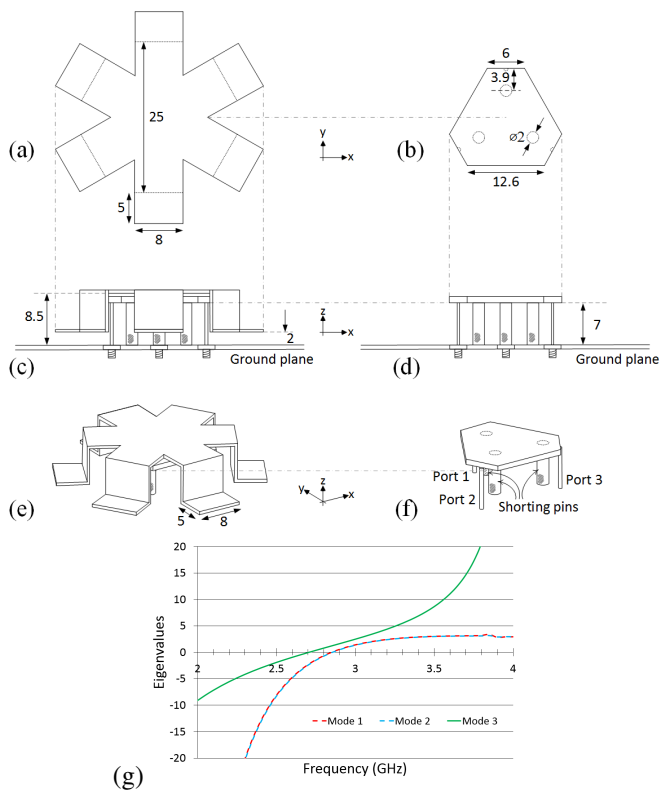 25
5
8
(a)
y
x
6
3.9
⌀2
12.6
(b)
8.5
2
z
x
Ground plane
(c)
7
Ground plane
(d)
5
8
(e)
z
y
x
Port 1
Port 2
Port 3
Shorting pins
(f)
20
15
10
5
0
-5
-10
-15
-20
2
2.5
3
3.5
4
Eigenvalues
Mode 1 Mode 2 Mode 3
Frequency (GHz)
(g)